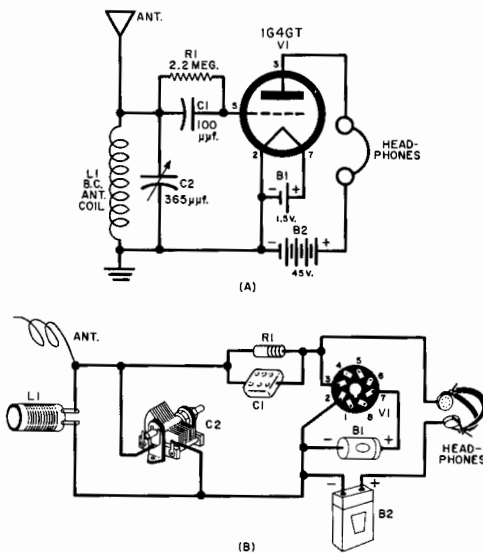 ANT.
1G4GT
V1
R1
2.2 MEG.
3
C1
5
100
μμf.
L1
B.C.
ANT.
COIL
C2
365μμf.
2
7
B1
- +
1.5V.
HEAD-
PHONES
B2
- +
45V.
(A)
ANT.
R1
L1
C1
C2
4 5
3 6
2 7
1 8
V1
B1
- +
HEAD-
PHONES
- +
B2
(B)